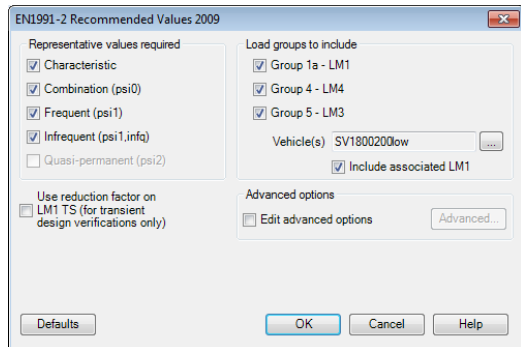 EN1991-2 Recommended Values 2009
Representative values required
Characteristic
Combination (psi0)
Frequent (psi1)
Infrequent (psi1,infq)
Quasi-permanent (psi2)
Use reduction factor on
LM1 TS (for transient
design verifications only)
Load groups to include
Group 1a - LM1
Group 4 - LM4
Group 5 - LM3
Vehicle(s) SV1800200low ...
Include associated LM1
Advanced options
Edit advanced options Advanced...
Defaults OK Cancel Help